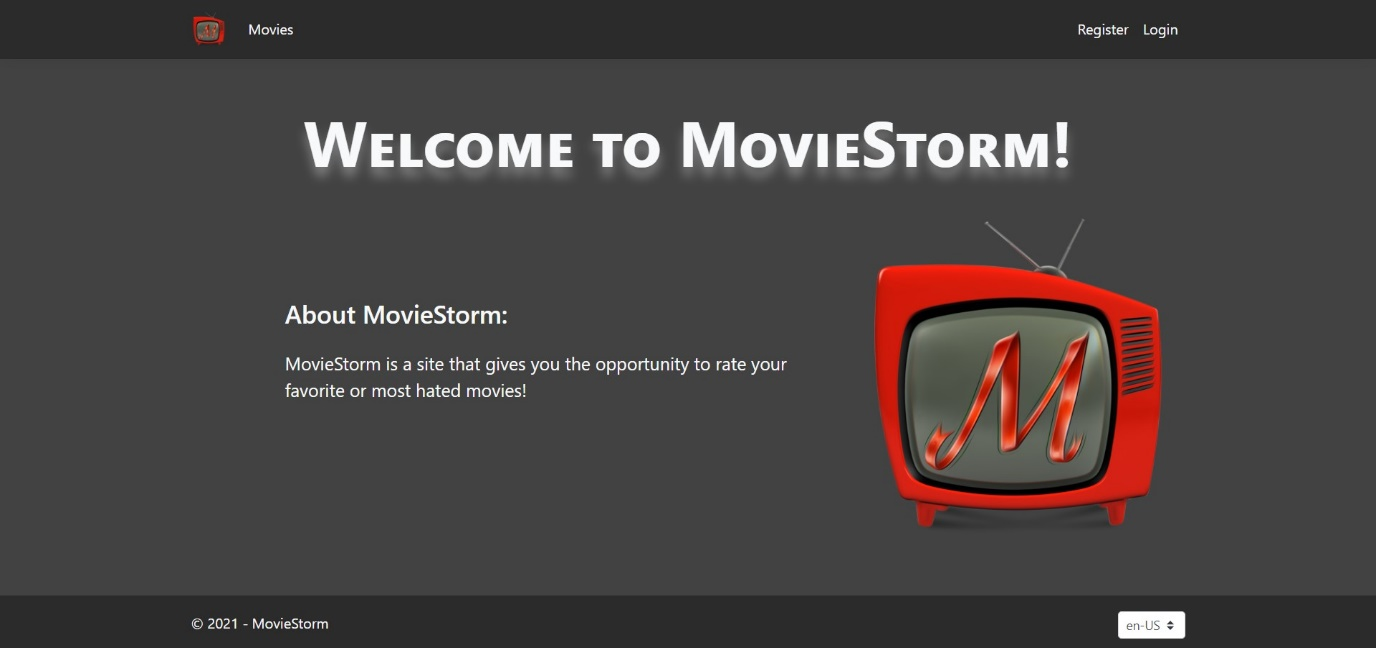 Movies
Register
Login
Welcome to MovieStorm!
About MovieStorm:
MovieStorm is a site that gives you the opportunity to rate your
favorite or most hated movies!
M
© 2021 - MovieStorm
en-US